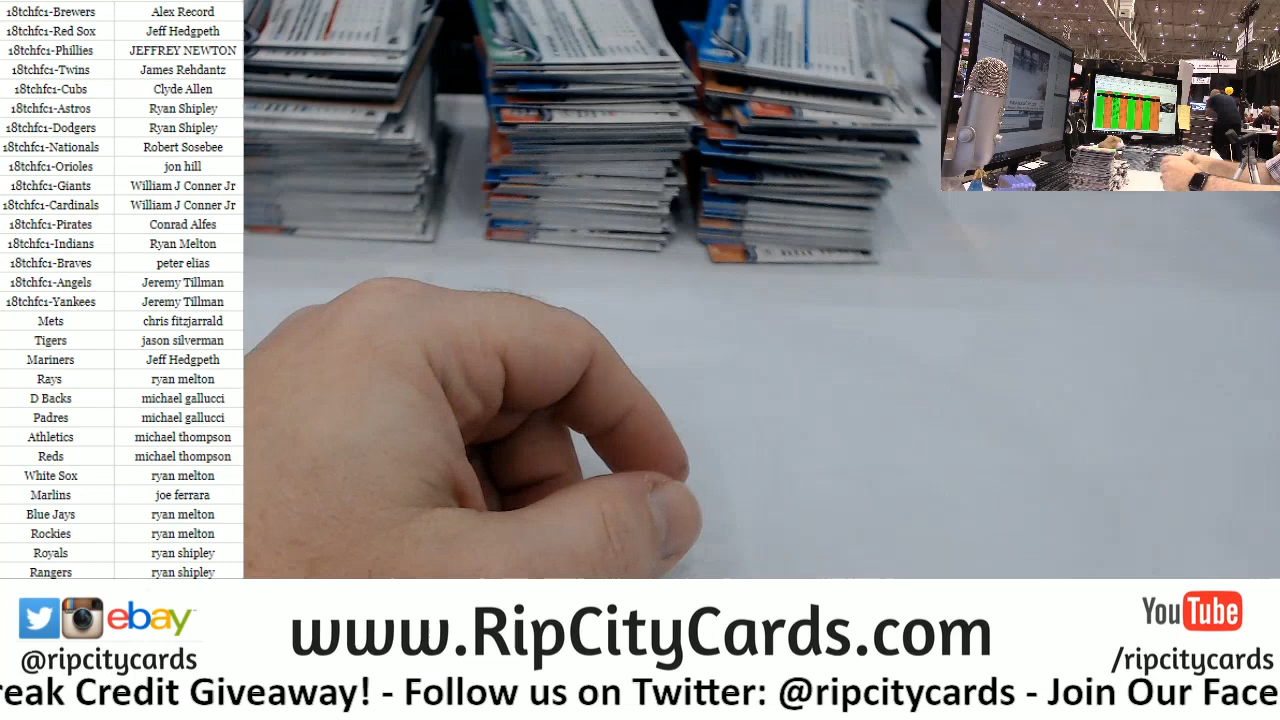 18tchfc1-Brewers Alex Record
18tchfc1-Red Sox Jeff Hedgpeth
18tchfc1-Phillies JEFFREY NEWTON
18tchfc1-Twins James Rehdantz
18tchfc1-Cubs Clyde Allen
18tchfc1-Astros Ryan Shipley
18tchfc1-Dodgers Ryan Shipley
18tchfc1-Nationals Robert Sosebee
18tchfc1-Orioles jon hill
18tchfc1-Giants William J Conner Jr
18tchfc1-Cardinals William J Conner Jr
18tchfc1-Pirates Conrad Alfes
18tchfc1-Indians Ryan Melton
18tchfc1-Braves peter elias
18tchfc1-Angels Jeremy Tillman
18tchfc1-Yankees Jeremy Tillman
Mets chris fitzjarrald
Tigers jason silverman
Mariners Jeff Hedgpeth
Rays ryan melton
D Backs michael gallucci
Padres michael gallucci
Athletics michael thompson
Reds michael thompson
White Sox ryan melton
Marlins joe ferrara
Blue Jays ryan melton
Rockies ryan melton
Royals ryan shipley
Rangers ryan shipley
ebay
@ripcitycards
www.RipCityCards.com
YouTube
/ripcitycards
reak Credit Giveaway! - Follow us on Twitter: @ripcitycards - Join Our Face